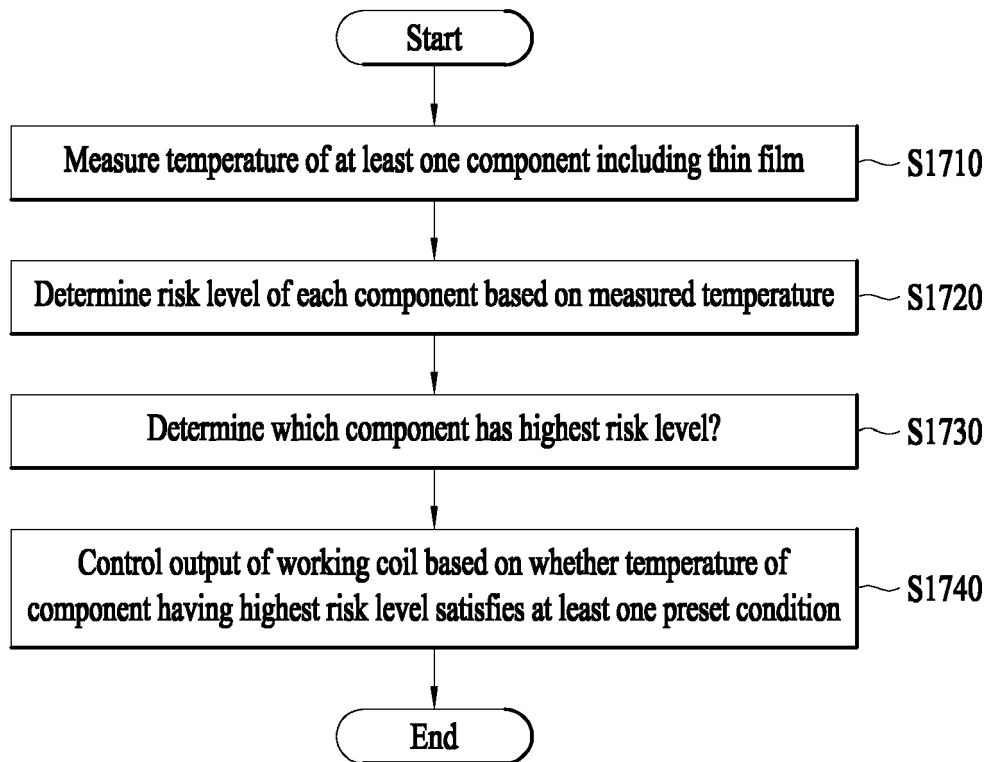 Start
Measure temperature of at least one component including thin film
S1710
Determine risk level of each component based on measured temperature
S1720
Determine which component has highest risk level?
S1730
Control output of working coil based on whether temperature of
component having highest risk level satisfies at least one preset condition
S1740
End